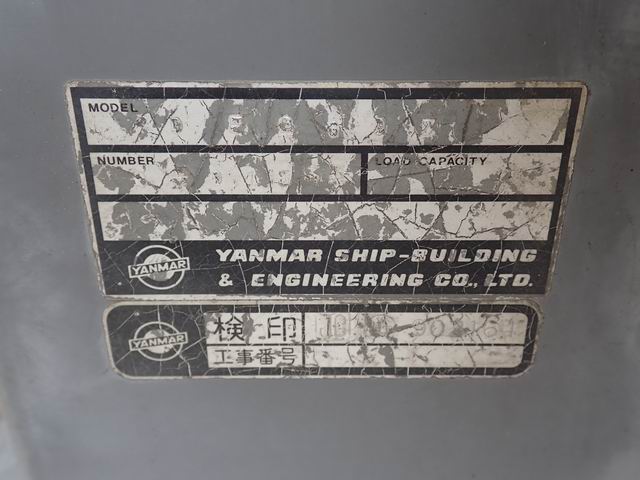 MODEL
NUMBER
LOAD CAPACITY
YANMAR
YANMAR SHIP-BUILDING
& ENGINEERING CO., LTD.
YANMAR
検印
工事番号